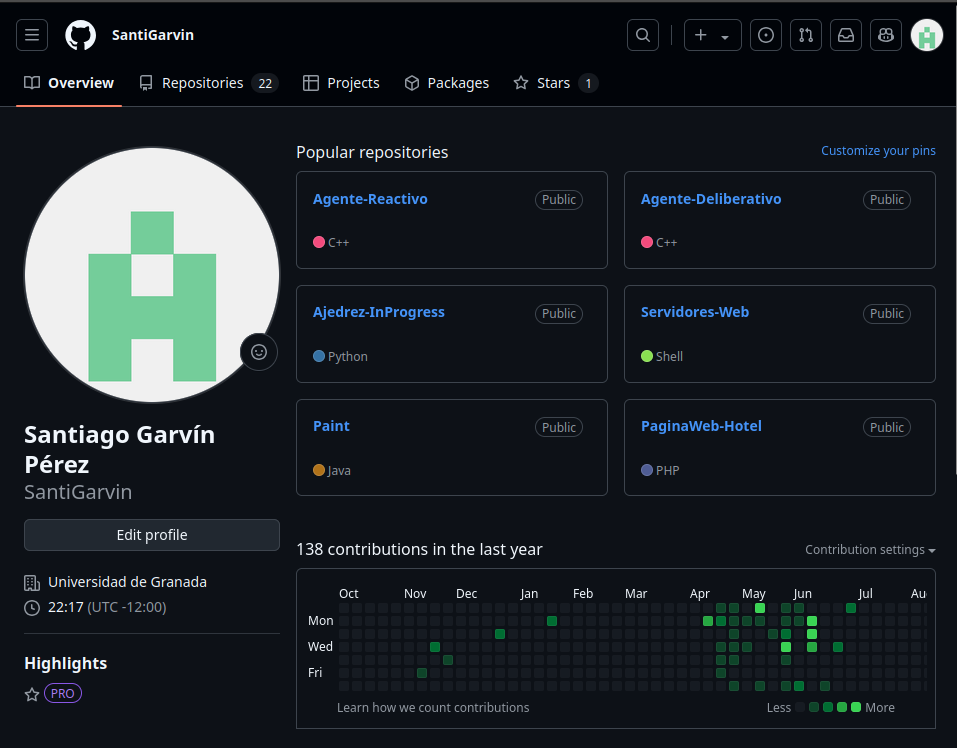 SantiGarvin
Overview
Repositories 22
Projects
Packages
Stars 1
Popular repositories
Customize your pins
Agente-Reactivo Public
C++
Agente-Deliberativo Public
C++
Ajedrez-InProgress Public
Python
Servidores-Web Public
Shell
Paint Public
Java
PaginaWeb-Hotel Public
PHP
Santiago Garvín
Pérez
SantiGarvin
Edit profile
Universidad de Granada
22:17 (UTC -12:00)
Highlights
PRO
138 contributions in the last year
Contribution settings
Oct Nov Dec Jan Feb Mar Apr May Jun Jul Au
Mon
Wed
Fri
Learn how we count contributions
Less More